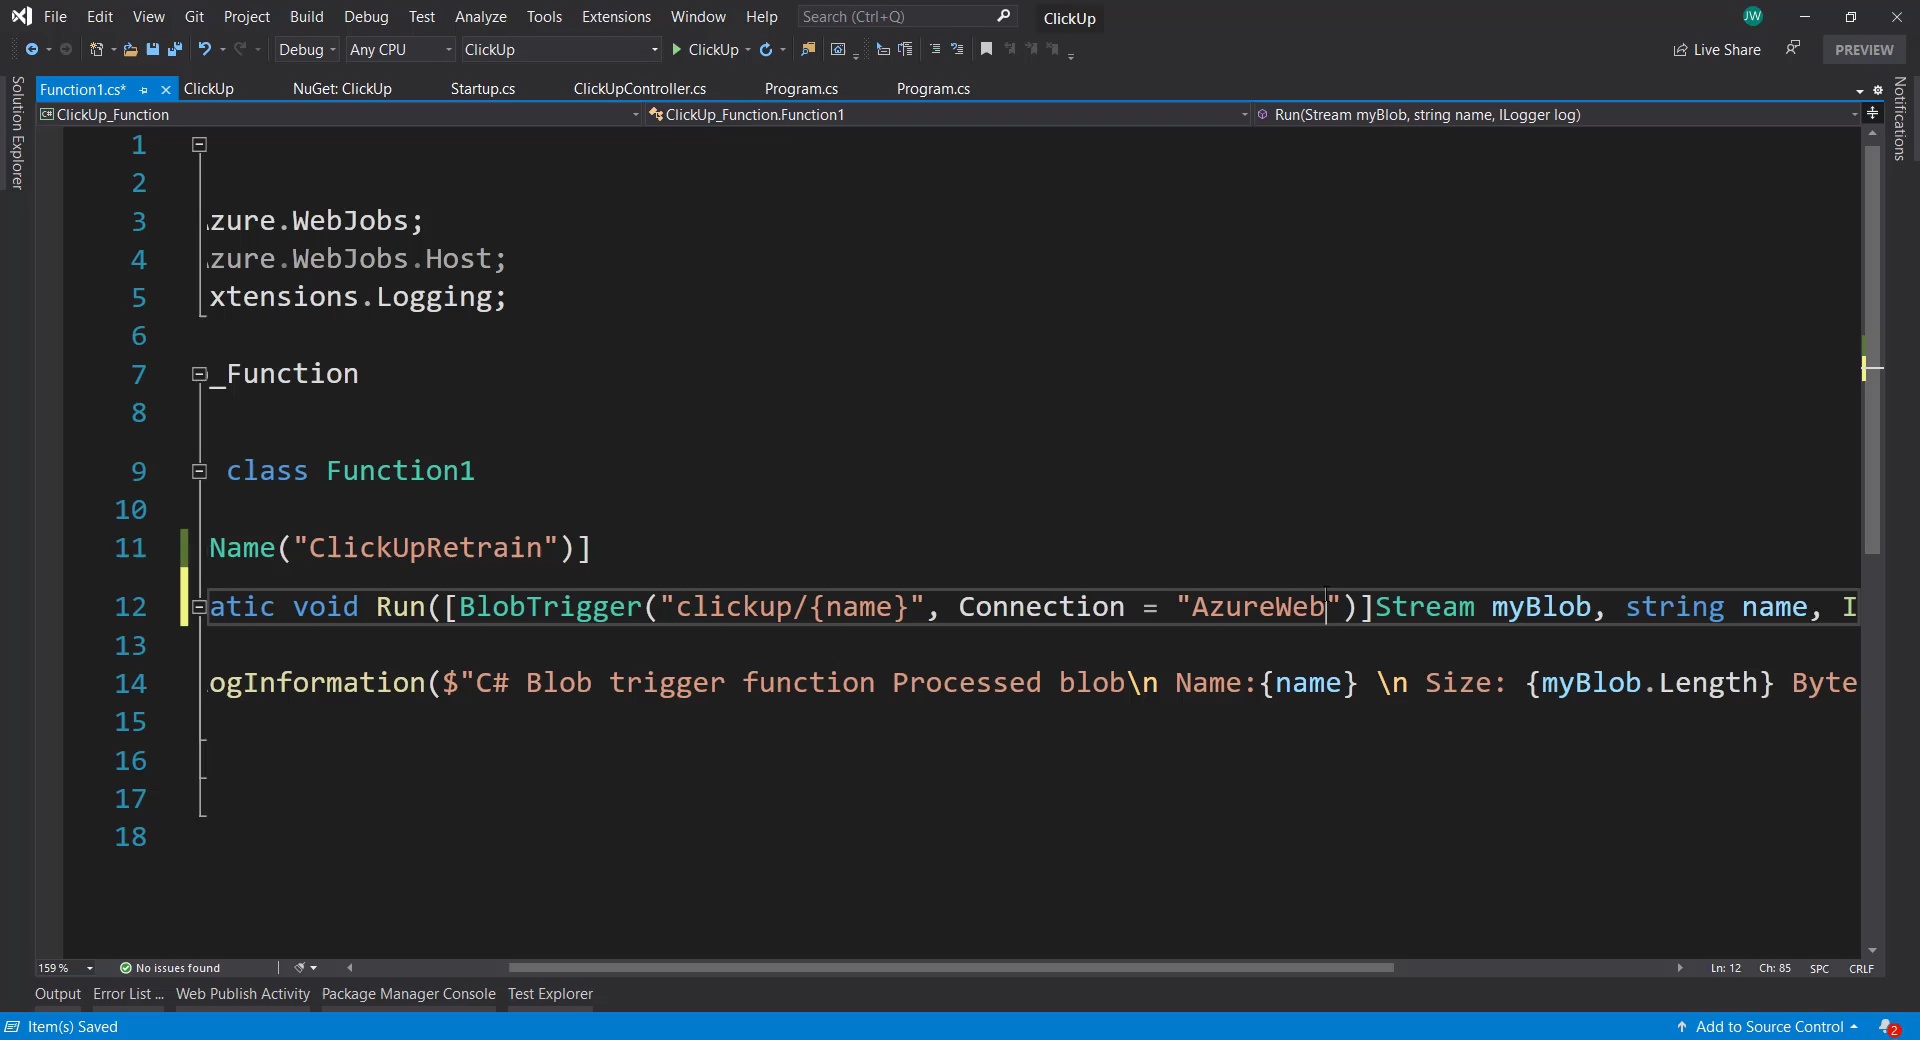 File Edit View Git Project Build Debug Test Analyze Tools Extensions Window Help Search (Ctrl+Q) ClickUp JW
Debug Any CPU ClickUp ClickUp Live Share PREVIEW
Solution Explorer
Notifications
Function1.cs* ClickUp NuGet: ClickUp Startup.cs ClickUpController.cs Program.cs Program.cs
C# ClickUp_Function ClickUp_Function.Function1 Run(Stream myBlob, string name, ILogger log)
1
2
3 Azure.WebJobs;
4 Azure.WebJobs.Host;
5 xtensions.Logging;
6
7 _Function
8
9 class Function1
10
11 Name("ClickUpRetrain")]
12 atic void Run([BlobTrigger("clickup/{name}", Connection = "AzureWeb")]Stream myBlob, string name, I
13
14 ogInformation($"C# Blob trigger function Processed blob\n Name:{name} \n Size: {myBlob.Length} Byte
15
16
17
18
159 % No issues found Ln: 12 Ch: 85 SPC CRLF
Output Error List ... Web Publish Activity Package Manager Console Test Explorer
Item(s) Saved Add to Source Control 2